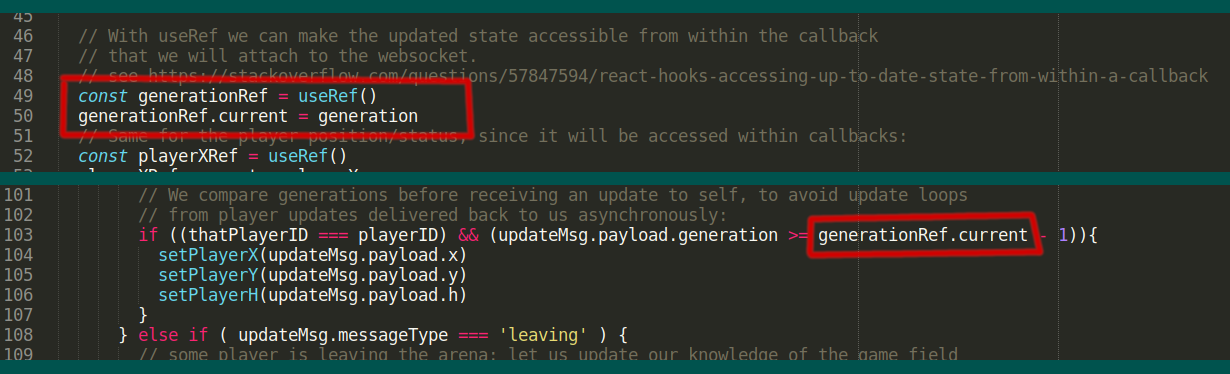 45
46 // With useRef we can make the updated state accessible from within the callback
47 // that we will attach to the websocket.
48 // see https://stackoverflow.com/questions/57847594/react-hooks-accessing-up-to-date-state-from-within-a-callback
49 const generationRef = useRef()
50 generationRef.current = generation
51 // Same for the player position/status, since it will be accessed within callbacks:
52 const playerXRef = useRef()
101 // We compare generations before receiving an update to self, to avoid update loops
102 // from player updates delivered back to us asynchronously:
103 if ((thatPlayerID === playerID) && (updateMsg.payload.generation >= generationRef.current - 1)){
104 setPlayerX(updateMsg.payload.x)
105 setPlayerY(updateMsg.payload.y)
106 setPlayerH(updateMsg.payload.h)
107 }
108 } else if ( updateMsg.messageType === 'leaving' ) {
109 // some player is leaving the arena: let us update our knowledge of the game field